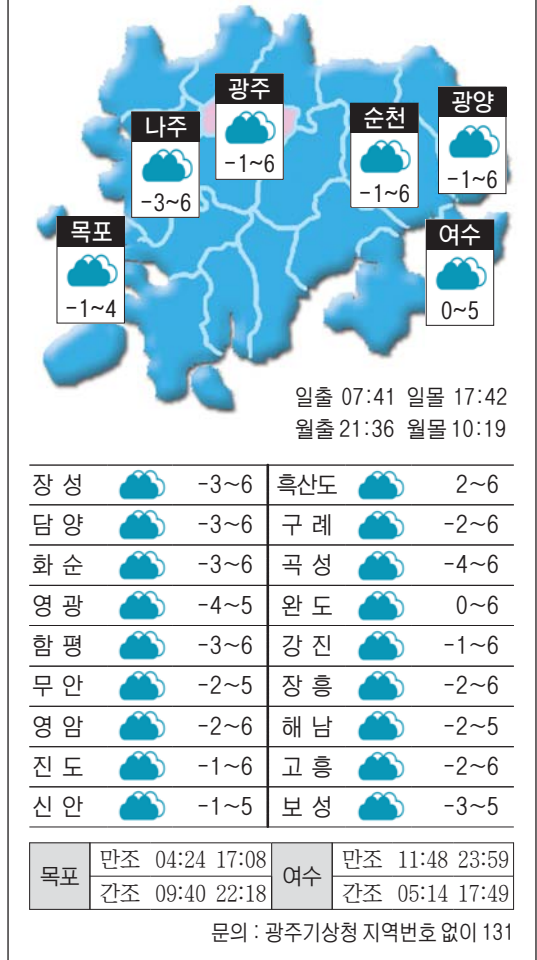 광주
-1~6
나주
-3~6
순천
-1~6
광양
-1~6
목포
-1~4
여수
0~5
일출 07:41 일몰 17:42
월출 21:36 월몰 10:19
장 성 -3~6 흑산도 2~6
담 양 -3~6 구 례 -2~6
화 순 -3~6 곡 성 -4~6
영 광 -4~5 완 도 0~6
함 평 -3~6 강 진 -1~6
무 안 -2~5 장 흥 -2~6
영 암 -2~6 해 남 -2~5
진 도 -1~6 고 흥 -2~6
신 안 -1~5 보 성 -3~5
목포 만조 04:24 17:08 여수 만조 11:48 23:59
간조 09:40 22:18 간조 05:14 17:49
문의 : 광주기상청 지역번호 없이 131